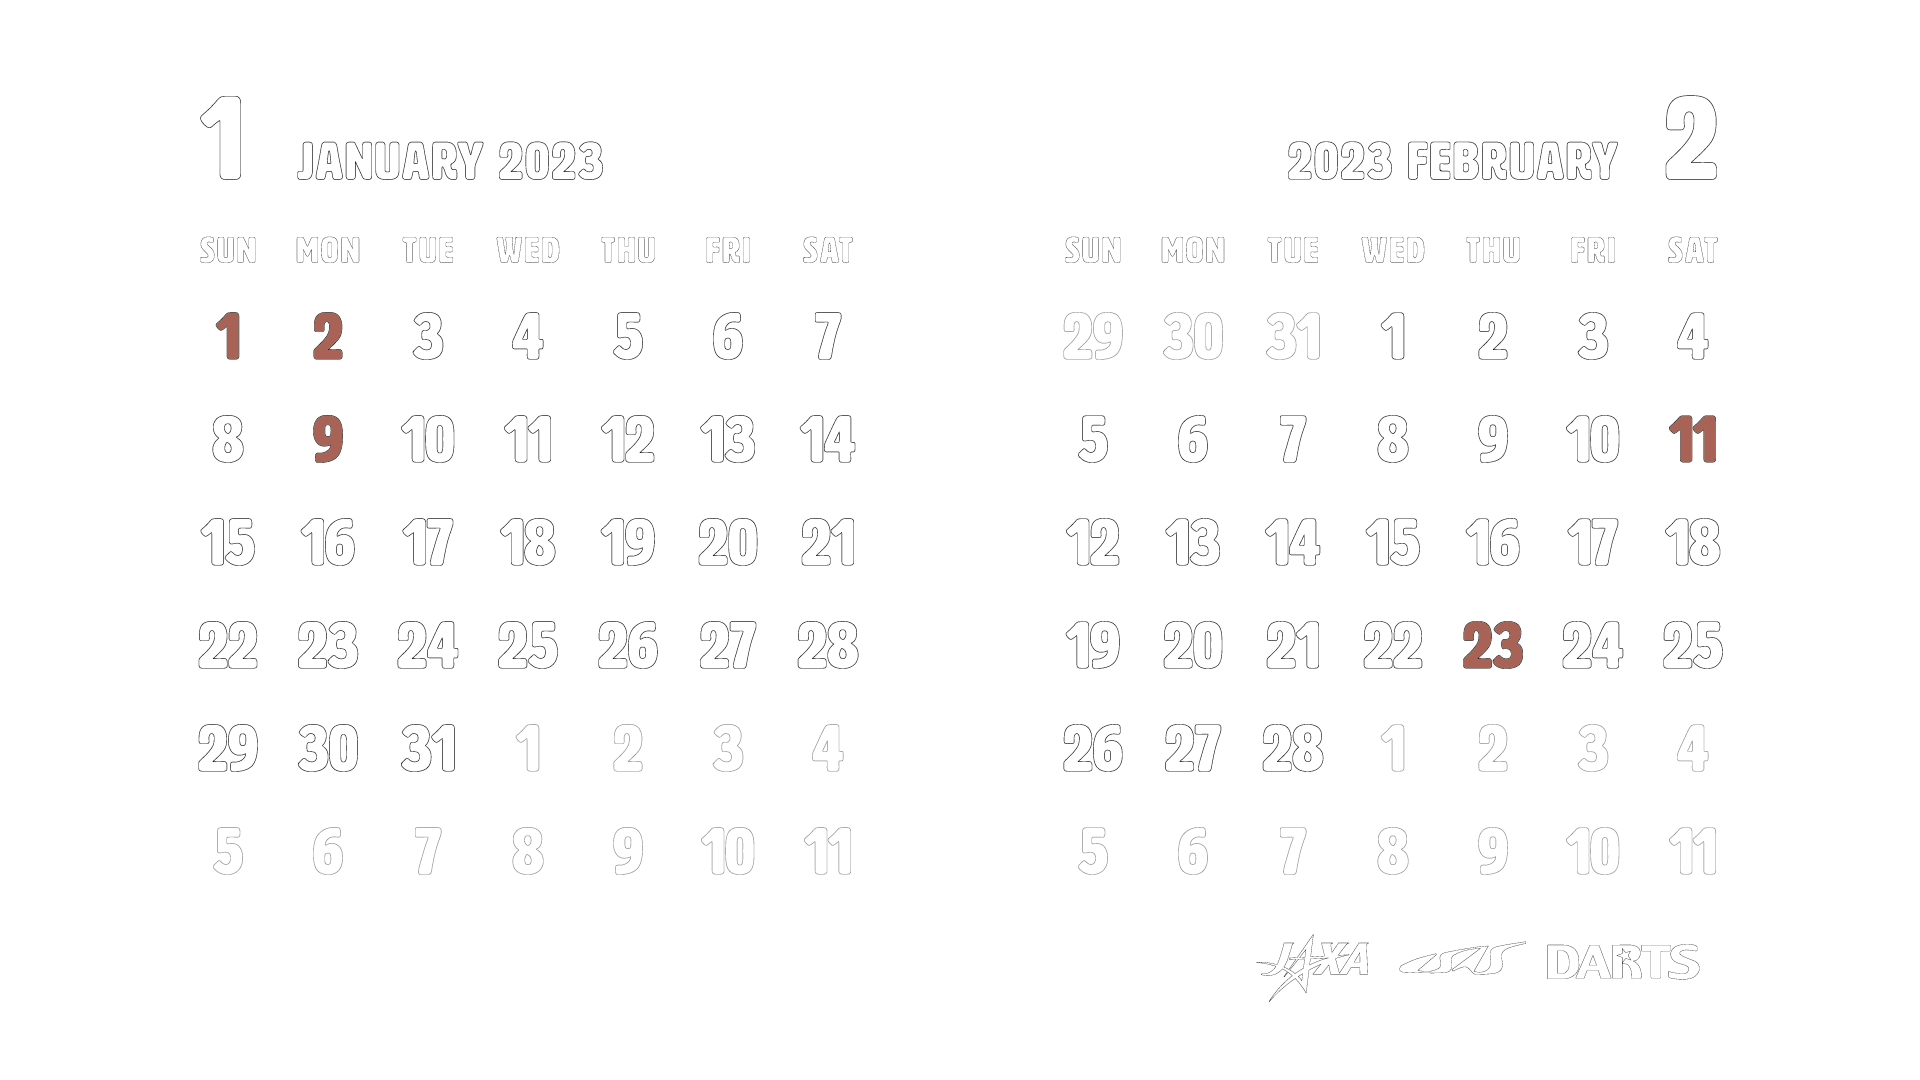 1 JANUARY 2023
SUN MON TUE WED THU FRI SAT
1 2 3 4 5 6 7
8 9 10 11 12 13 14
15 16 17 18 19 20 21
22 23 24 25 26 27 28
29 30 31 1 2 3 4
5 6 7 8 9 10 11
2023 FEBRUARY 2
SUN MON TUE WED THU FRI SAT
29 30 31 1 2 3 4
5 6 7 8 9 10 11
12 13 14 15 16 17 18
19 20 21 22 23 24 25
26 27 28 1 2 3 4
5 6 7 8 9 10 11
JAXA ISAS DARTS